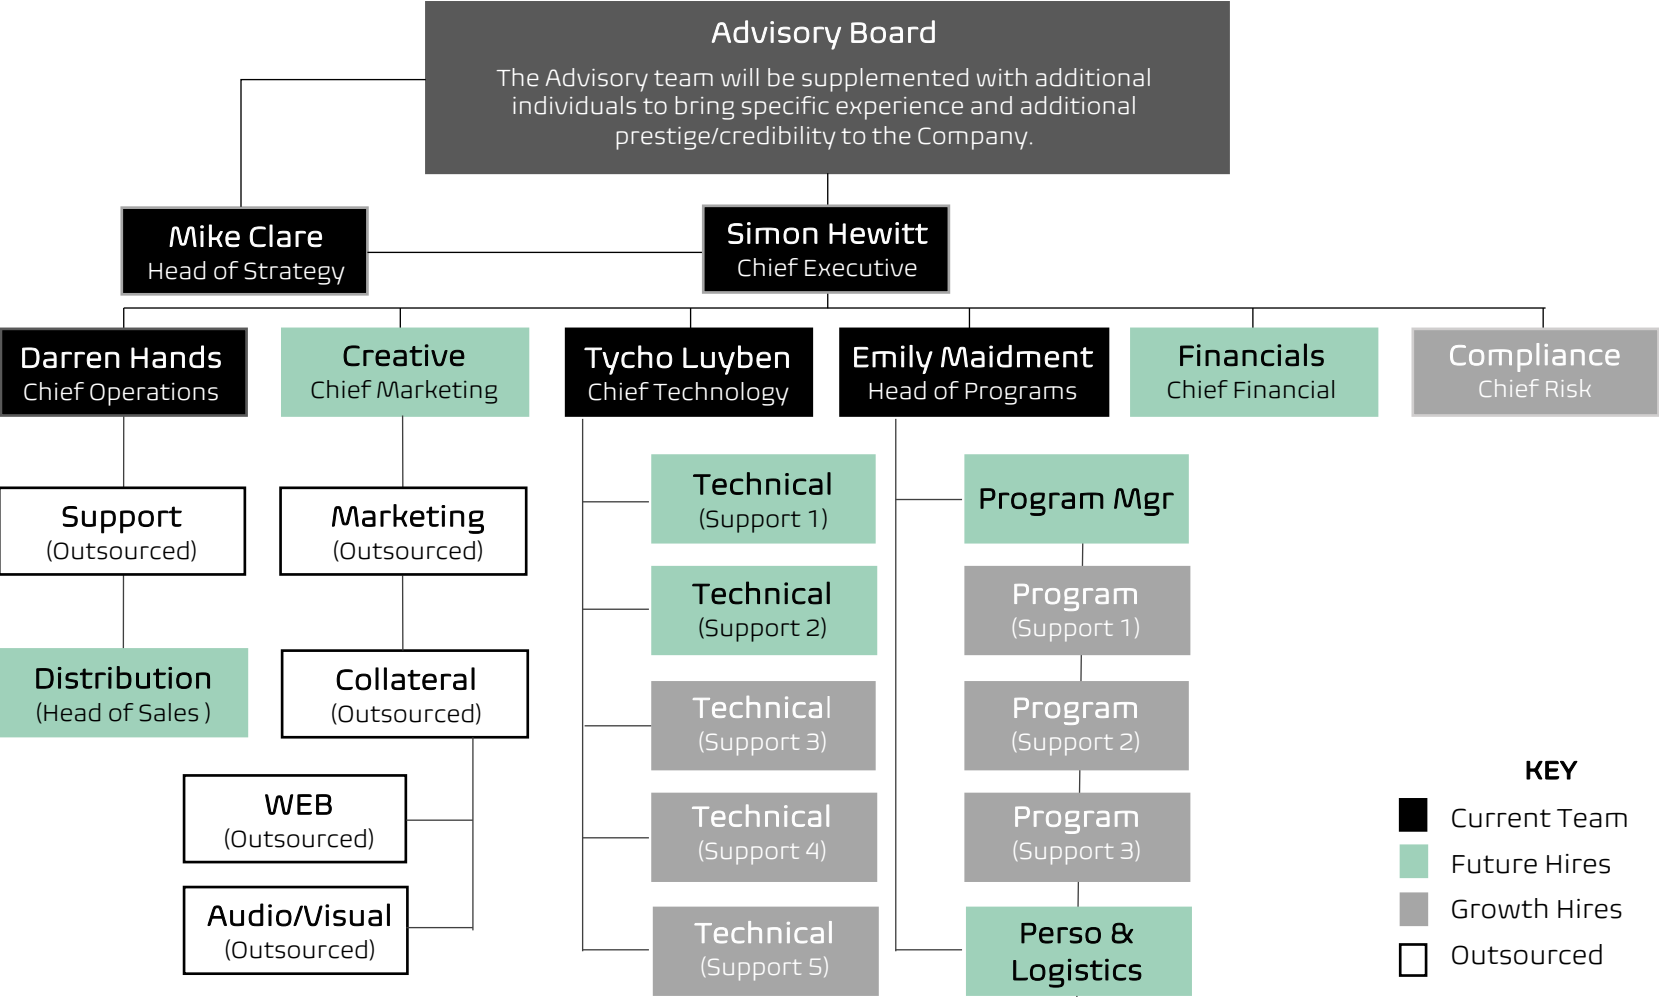 Advisory Board
The Advisory team will be supplemented with additional
individuals to bring specific experience and additional
prestige/credibility to the Company.
Mike Clare
Head of Strategy
Simon Hewitt
Chief Executive
Darren Hands
Chief Operations
Creative
Chief Marketing
Tycho Luyben
Chief Technology
Emily Maidment
Head of Programs
Financials
Chief Financial
Compliance
Chief Risk
Support
(Outsourced)
Distribution
(Head of Sales )
Marketing
(Outsourced)
Collateral
(Outsourced)
WEB
(Outsourced)
Audio/Visual
(Outsourced)
Technical
(Support 1)
Technical
(Support 2)
Technical
(Support 3)
Technical
(Support 4)
Technical
(Support 5)
Program Mgr
Program
(Support 1)
Program
(Support 2)
Program
(Support 3)
Perso &
Logistics
KEY
Current Team
Future Hires
Growth Hires
Outsourced